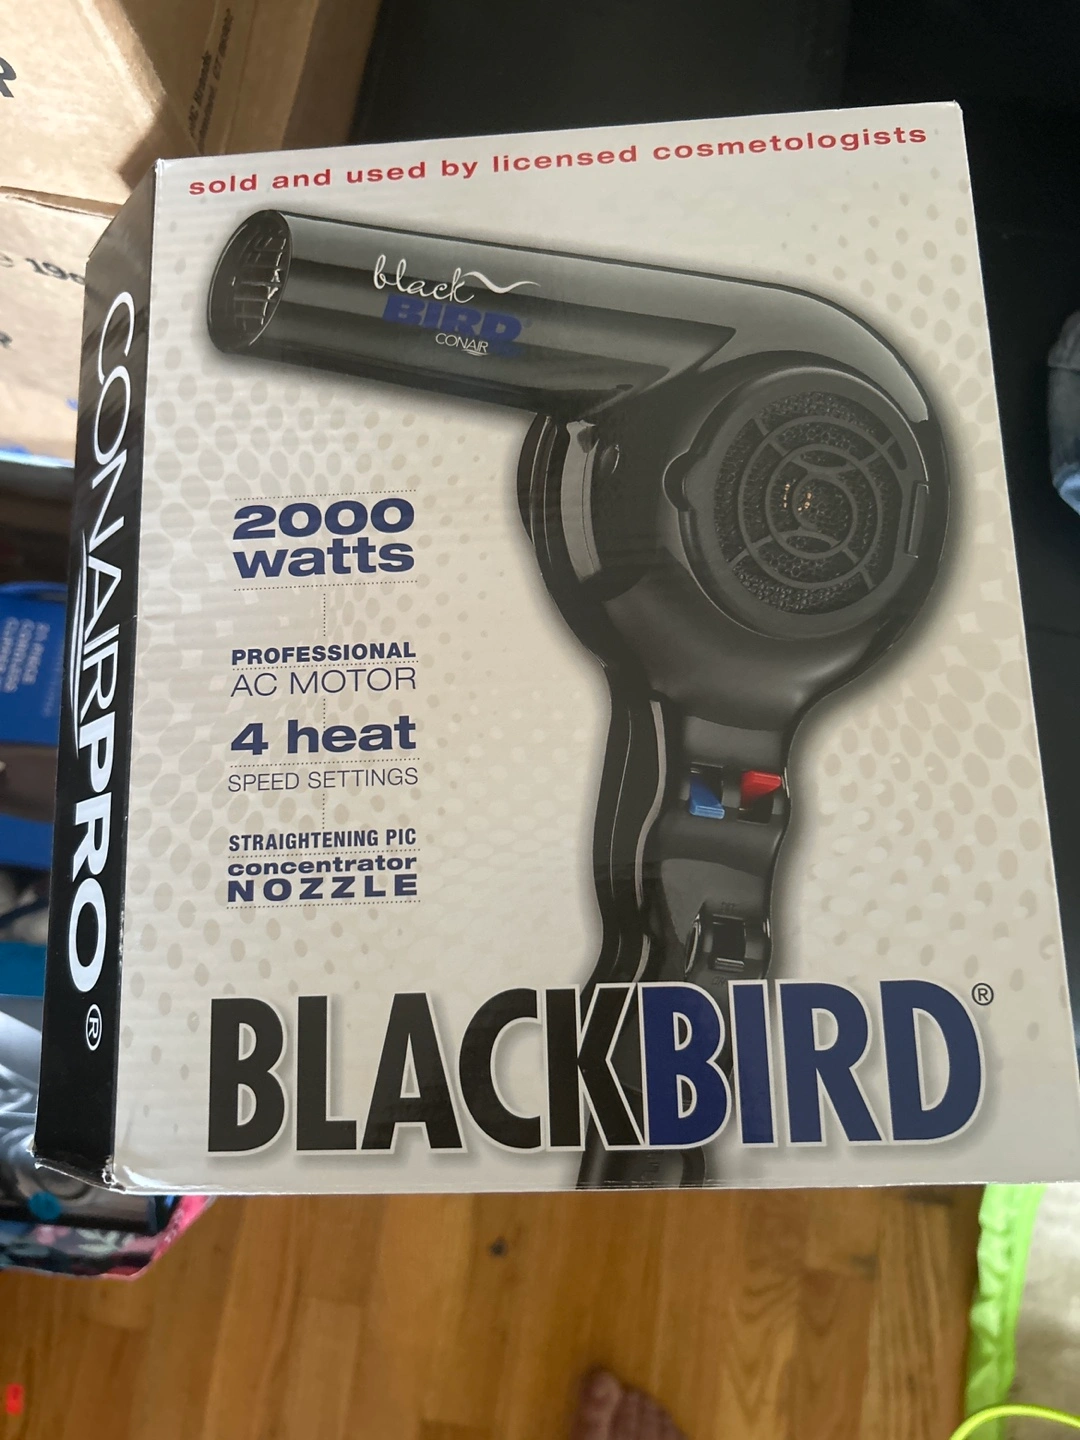 sold and used by licensed cosmetologists
black
BIRD
CONAIR
2000
watts
PROFESSIONAL
AC MOTOR
4 heat
SPEED SETTINGS
STRAIGHTENING PIC
concentrator
NOZZLE
BLACKBIRD®
CONAIRPRO®